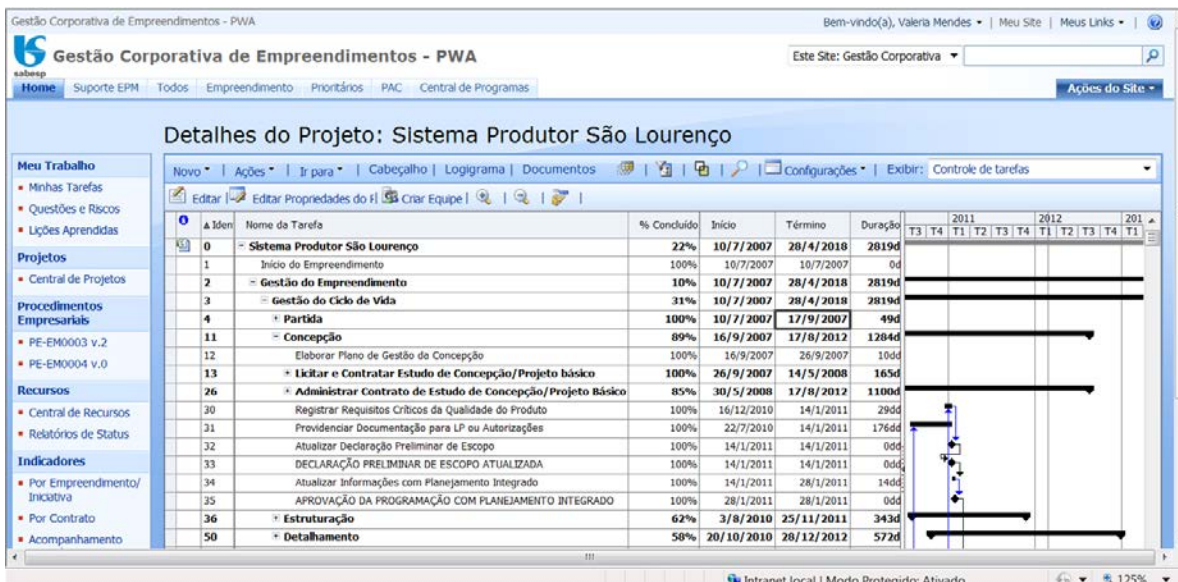 Gestão Corporativa de Empreendimentos - PWA
Bem-vindo(a), Valeria Mendes | Meu Site | Meus Links
sabesp
Gestão Corporativa de Empreendimentos - PWA
Este Site: Gestão Corporativa
Home Suporte EPM Todos Empreendimento Prioritários PAC Central de Programas
Ações do Site
Detalhes do Projeto: Sistema Produtor São Lourenço
Meu Trabalho
Minhas Tarefas
Questões e Riscos
Lições Aprendidas
Projetos
Central de Projetos
Procedimentos
Empresariais
PE-EM0003 v.2
PE-EM0004 v.0
Recursos
Central de Recursos
Relatórios de Status
Indicadores
Por Empreendimento/
Iniciativa
Por Contrato
Acompanhamento
Novo | Ações | Ir para | Cabeçalho | Logigrama | Documentos | Configurações | Exibir: Controle de tarefas
Editar | Editar Propriedades do Fl Criar Equipe
Iden Nome da Tarefa % Concluído Início Término Duração
2011 2012 201
T3 T4 T1 T2 T3 T4 T1 T2 T3 T4 T1
0 Sistema Produtor São Lourenço 22% 10/7/2007 28/4/2018 2819d
1 Início do Empreendimento 100% 10/7/2007 10/7/2007 0d
2 Gestão do Empreendimento 10% 10/7/2007 28/4/2018 2819d
3 Gestão do Ciclo de Vida 31% 10/7/2007 28/4/2018 2819d
4 Partida 100% 10/7/2007 17/9/2007 49d
11 Concepção 89% 16/9/2007 17/8/2012 1284d
12 Elaborar Plano de Gestão da Concepção 100% 16/9/2007 26/9/2007 10dd
13 Licitar e Contratar Estudo de Concepção/Projeto básico 100% 26/9/2007 14/5/2008 165d
26 Administrar Contrato de Estudo de Concepção/Projeto Básico 85% 30/5/2008 17/8/2012 1100d
30 Registrar Requisitos Críticos da Qualidade do Produto 100% 16/12/2010 14/1/2011 29dd
31 Providenciar Documentação para LP ou Autorizações 100% 22/7/2010 14/1/2011 176dd
32 Atualizar Declaração Preliminar de Escopo 100% 14/1/2011 14/1/2011 0dd
33 DECLARAÇÃO PRELIMINAR DE ESCOPO ATUALIZADA 100% 14/1/2011 14/1/2011 0dd
34 Atualizar Informações com Planejamento Integrado 100% 14/1/2011 28/1/2011 14dd
35 APROVAÇÃO DA PROGRAMAÇÃO COM PLANEJAMENTO INTEGRADO 100% 28/1/2011 28/1/2011 0dd
36 Estruturação 62% 3/8/2010 25/11/2011 343d
50 Detalhamento 58% 20/10/2010 28/12/2012 572d
Intranet local | Modo Protegido: Ativado
125%